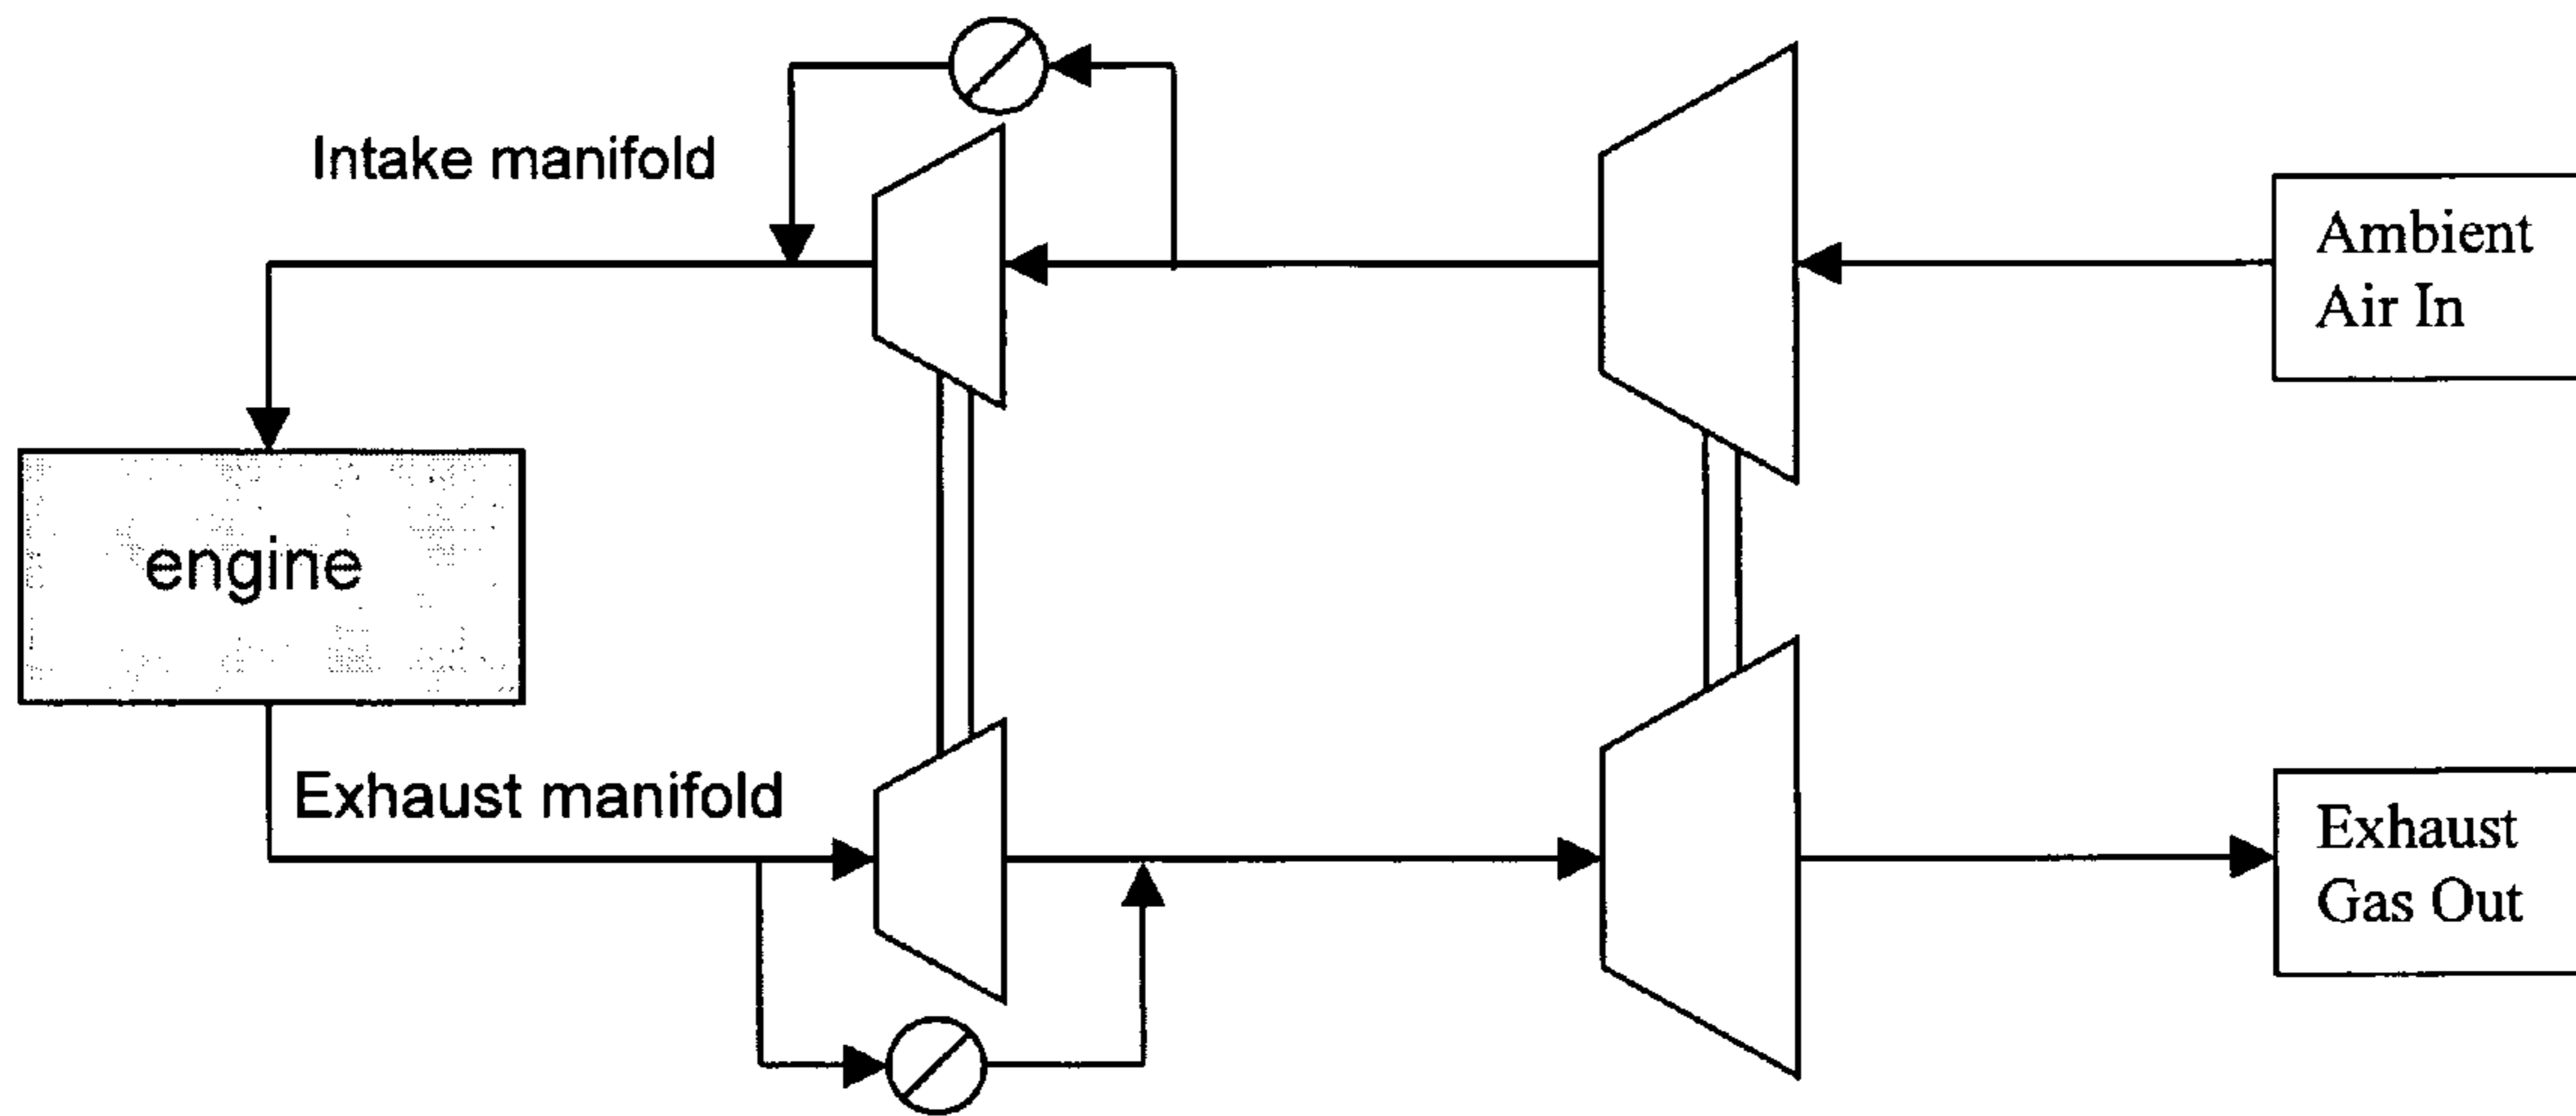 Intake manifold
Ambient
Air In
engine
Exhaust manifold
Exhaust
Gas Out